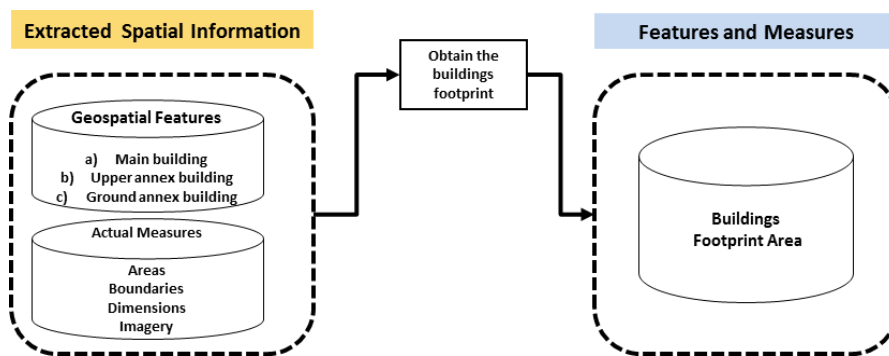 Extracted Spatial Information
Geospatial Features
a) Main building
b) Upper annex building
c) Ground annex building
Actual Measures
Areas
Boundaries
Dimensions
Imagery
Obtain the
buildings
footprint
Features and Measures
Buildings
Footprint Area